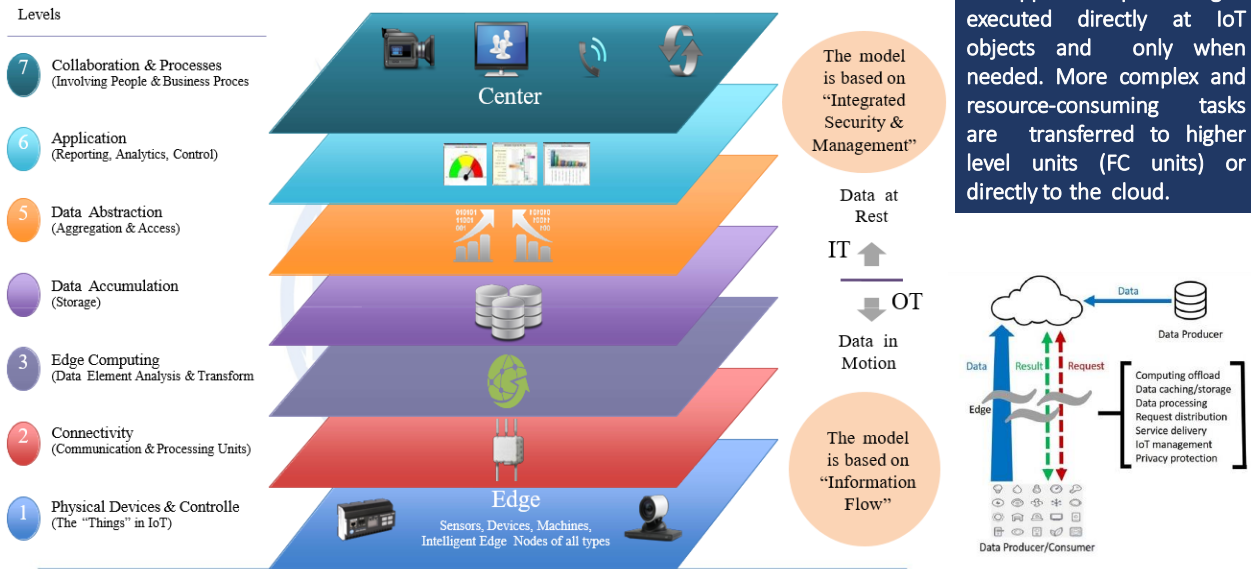 Levels
7
Collaboration & Processes
(Involving People & Business Proces
6
Application
(Reporting, Analytics, Control)
5
Data Abstraction
(Aggregation & Access)
Data Accumulation
(Storage)
3
Edge Computing
(Data Element Analysis & Transform
2
Connectivity
(Communication & Processing Units)
1
Physical Devices & Controlle
(The "Things" in IoT)
Center
010101
01001
001
101010
10011
100
Edge
Sensors, Devices, Machines,
Intelligent Edge Nodes of all types
The model
is based on
"Integrated
Security &
Management"
Data at
Rest
IT
OT
Data in
Motion
The model
is based on
"Information
Flow"
executed directly at IoT
objects and only when
needed. More complex and
resource-consuming tasks
are transferred to higher
level units (FC units) or
directly to the cloud.
Data
Data Producer
Data
Result
Request
Edge
Computing offload
Data caching/storage
Data processing
Request distribution
Service delivery
IoT management
Privacy protection
Data Producer/Consumer